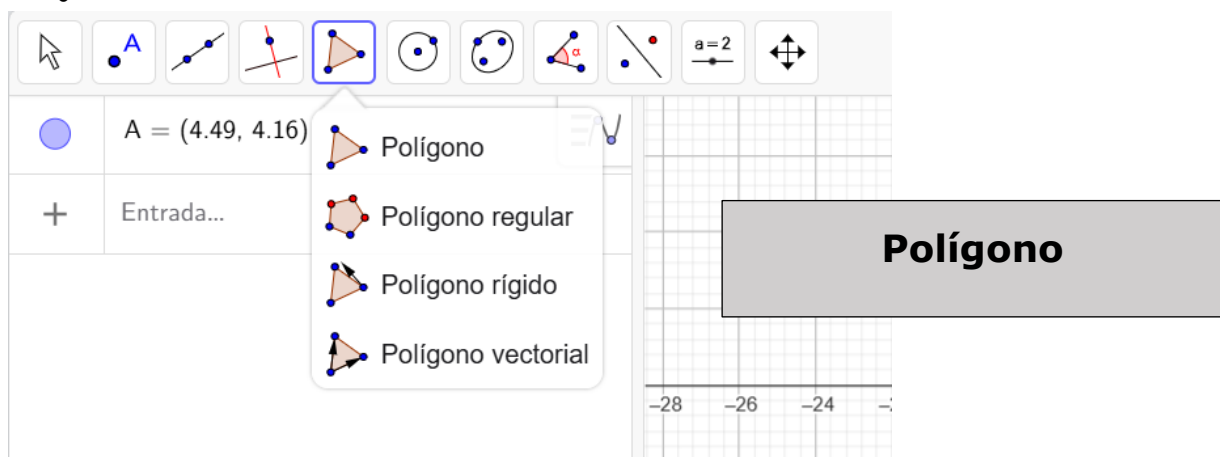 A
α
a=2
A = (4.49, 4.16)
Polígono
Entrada...
Polígono regular
Polígono rígido
Polígono vectorial
Polígono
–28 –26 –24